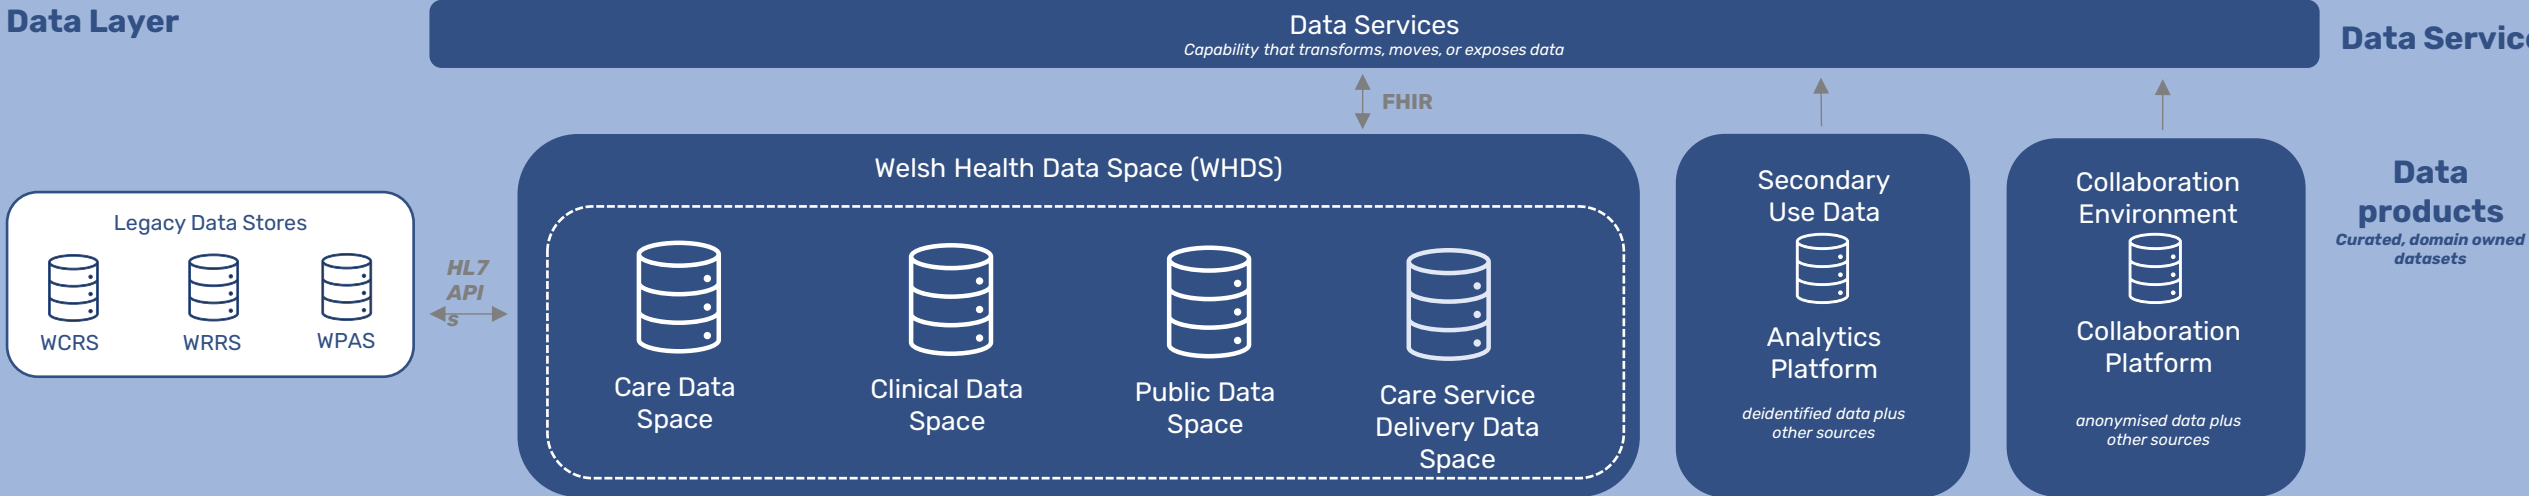 Data Layer
Data Services
Capability that transforms, moves, or exposes data
Data Service
FHIR
Welsh Health Data Space (WHDS)
Legacy Data Stores
WCRS
WRRS
WPAS
HL7
API
s
Care Data
Space
Clinical Data
Space
Public Data
Space
Care Service
Delivery Data
Space
Secondary
Use Data
Analytics
Platform
deidentified data plus
other sources
Collaboration
Environment
Collaboration
Platform
anonymised data plus
other sources
Data
products
Curated, domain owned
datasets